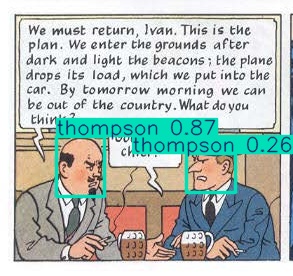 We must return, Ivan. This is the
plan. We enter the grounds after
dark and light the beacons; the plane
drops its load, which we put into the
car. By tomorrow morning we can
be out of the country. What do you
think?
thompson 0.87
thompson 0.26
chief.